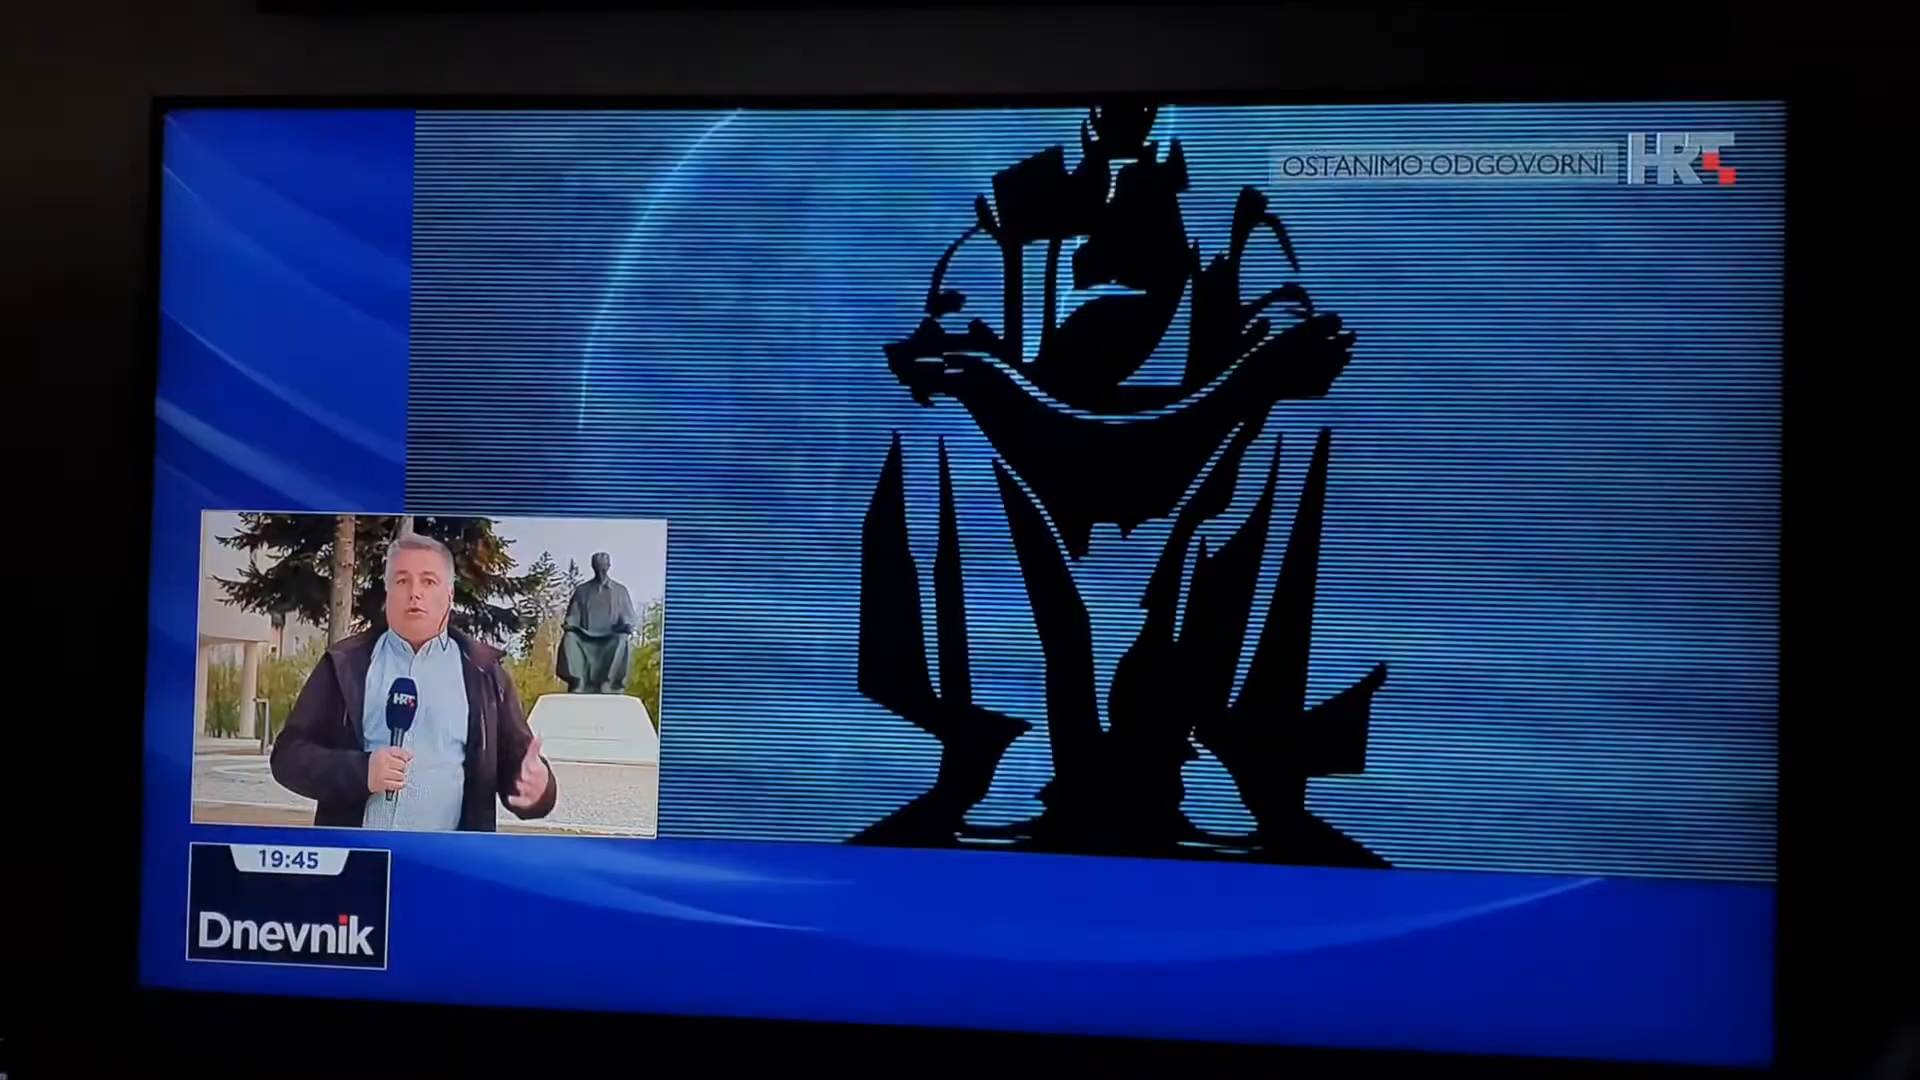 OSTANIMO ODGOVORNI HRT
HRT
19:45
Dnevnik